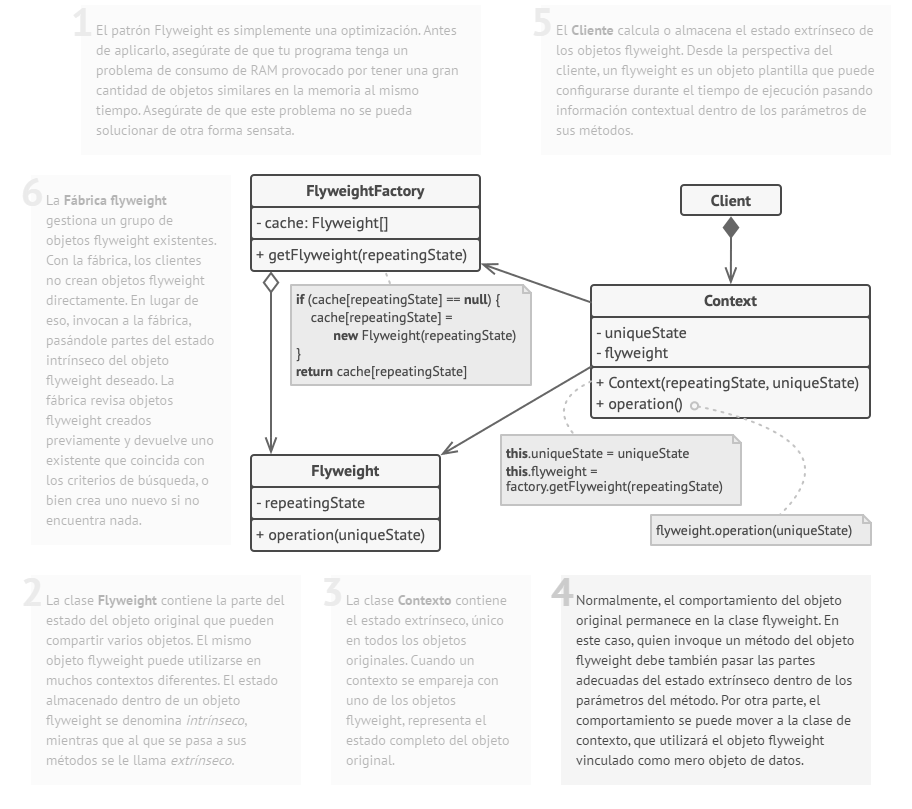 1
El patrón Flyweight es simplemente una optimización. Antes
de aplicarlo, asegúrate de que tu programa tenga un
problema de consumo de RAM provocado por tener una gran
cantidad de objetos similares en la memoria al mismo
tiempo. Asegúrate de que este problema no se pueda
solucionar de otra forma sensata.
5
El Cliente calcula o almacena el estado extrínseco de
los objetos flyweight. Desde la perspectiva del
cliente, un flyweight es un objeto plantilla que puede
configurarse durante el tiempo de ejecución pasando
información contextual dentro de los parámetros de
sus métodos.
6
La Fábrica flyweight
gestiona un grupo de
objetos flyweight existentes.
Con la fábrica, los clientes
no crean objetos flyweight
directamente. En lugar de
eso, invocan a la fábrica,
pasándole partes del estado
intrínseco del objeto
flyweight deseado. La
fábrica revisa objetos
flyweight creados
previamente y devuelve uno
existente que coincida con
los criterios de búsqueda, o
bien crea uno nuevo si no
encuentra nada.
FlyweightFactory
- cache: Flyweight[]
+ getFlyweight(repeatingState)
if (cache[repeatingState] == null) {
cache[repeatingState] =
new Flyweight(repeatingState)
}
return cache[repeatingState]
Client
Context
- uniqueState
- flyweight
+ Context(repeatingState, uniqueState)
+ operation()
this.uniqueState = uniqueState
this.flyweight =
factory.getFlyweight(repeatingState)
flyweight.operation(uniqueState)
Flyweight
- repeatingState
+ operation(uniqueState)
2
La clase Flyweight contiene la parte del
estado del objeto original que pueden
compartir varios objetos. El mismo
objeto flyweight puede utilizarse en
muchos contextos diferentes. El estado
almacenado dentro de un objeto
flyweight se denomina intrínseco,
mientras que al que se pasa a sus
métodos se le llama extrínseco.
3
La clase Contexto contiene
el estado extrínseco, único
en todos los objetos
originales. Cuando un
contexto se empareja con
uno de los objetos
flyweight, representa el
estado completo del objeto
original.
4
Normalmente, el comportamiento del objeto
original permanece en la clase flyweight. En
este caso, quien invoque un método del objeto
flyweight debe también pasar las partes
adecuadas del estado extrínseco dentro de los
parámetros del método. Por otra parte, el
comportamiento se puede mover a la clase de
contexto, que utilizará el objeto flyweight
vinculado como mero objeto de datos.